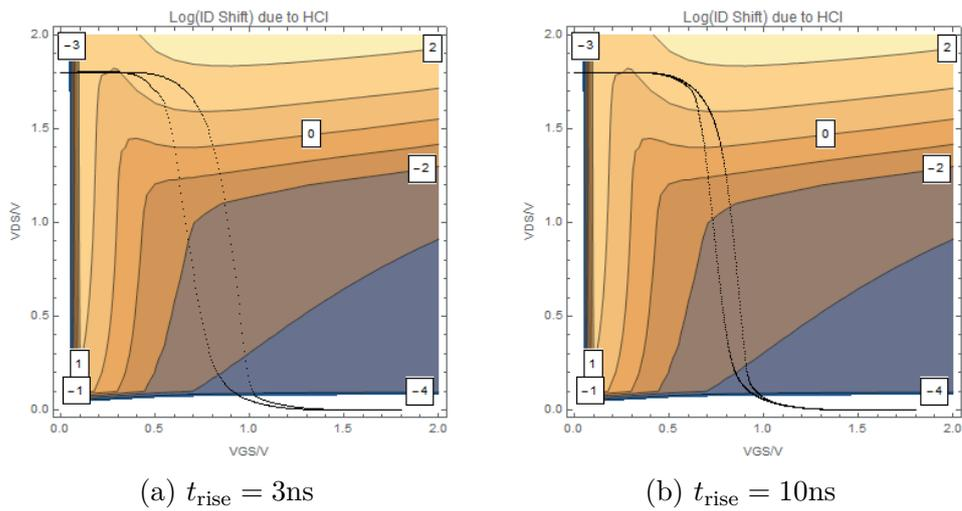 Log(ID Shift) due to HCI
2.0
1.5
1.0
0.5
0.0
VDS/V
-3
2
0
-2
1
-1
-4
0.0 0.5 1.0 1.5 2.0
VGS/V
(a) t_rise = 3ns
Log(ID Shift) due to HCI
2.0
1.5
1.0
0.5
0.0
VDS/V
-3
2
0
-2
1
-1
-4
0.0 0.5 1.0 1.5 2.0
VGS/V
(b) t_rise = 10ns